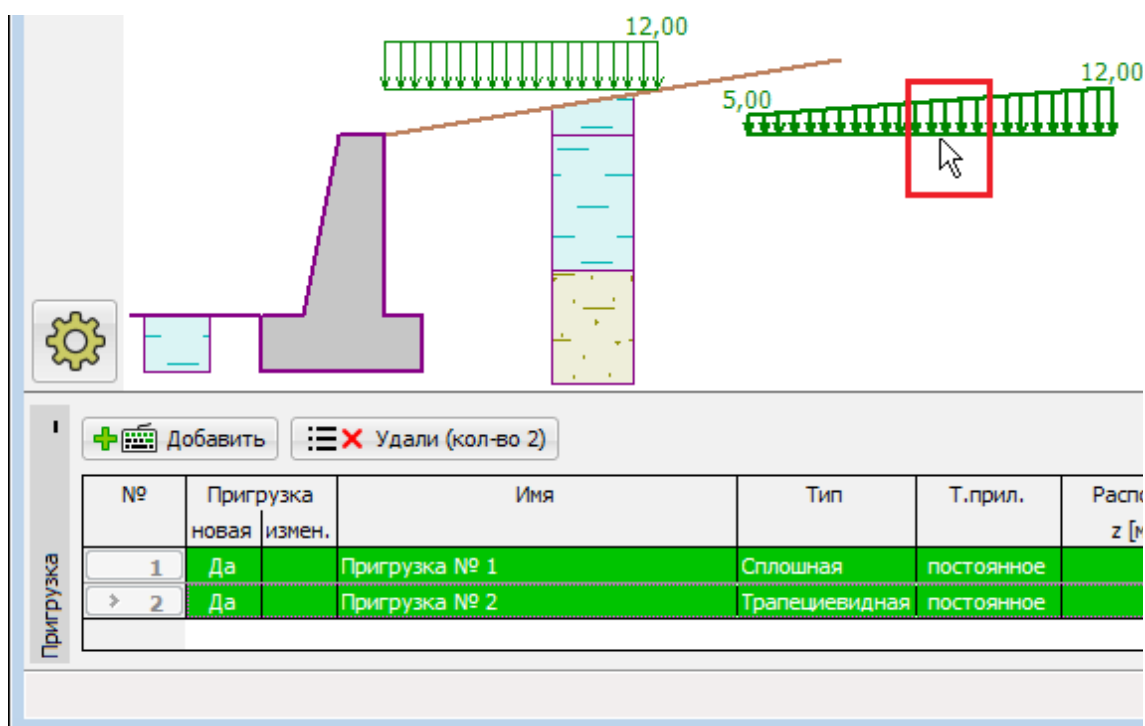 12,00
12,00
5,00
Добавить
Удали (кол-во 2)
№ Пригрузка Имя Тип Т.прил. Распо
новая измен. z [м
1 Да Пригрузка № 1 Сплошная постоянное
2 Да Пригрузка № 2 Трапециевидная постоянное
Пригрузка